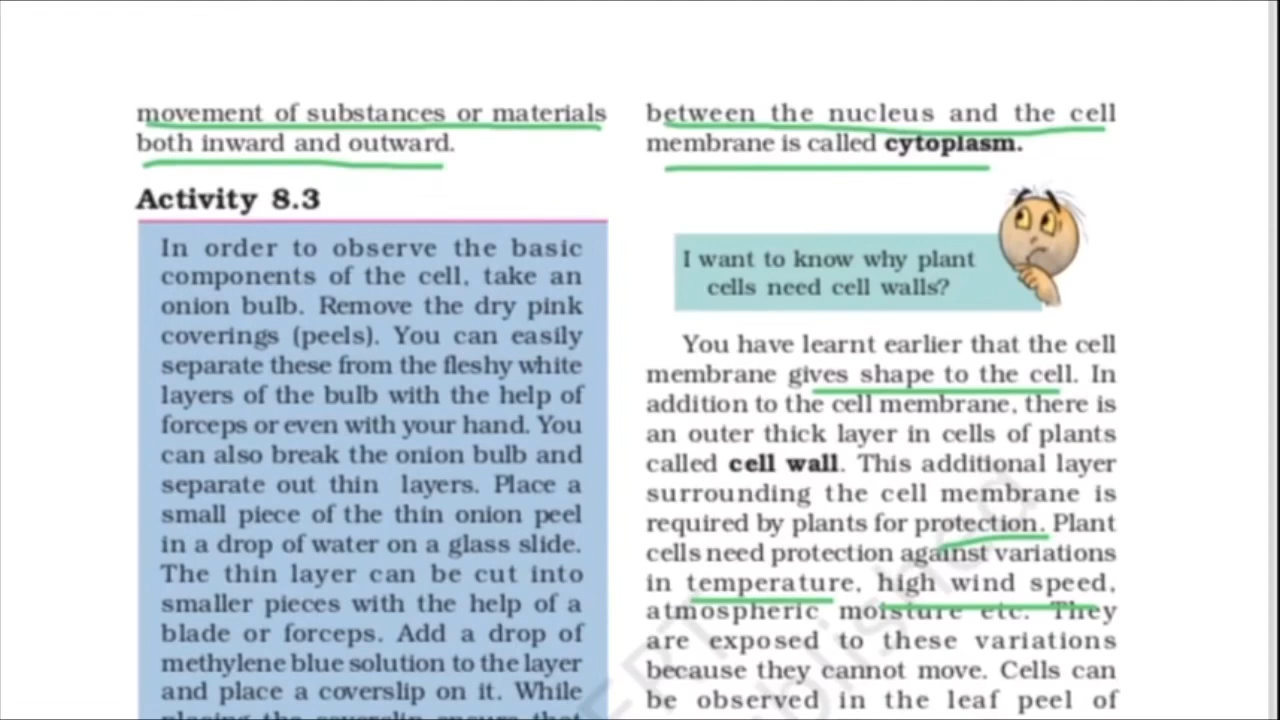 movement of substances or materials
both inward and outward.
Activity 8.3
In order to observe the basic
components of the cell, take an
onion bulb. Remove the dry pink
coverings (peels). You can easily
separate these from the fleshy white
layers of the bulb with the help of
forceps or even with your hand. You
can also break the onion bulb and
separate out thin layers. Place a
small piece of the thin onion peel
in a drop of water on a glass slide.
The thin layer can be cut into
smaller pieces with the help of a
blade or forceps. Add a drop of
methylene blue solution to the layer
and place a coverslip on it. While
placing the coverslip ensure that
between the nucleus and the cell
membrane is called cytoplasm.
I want to know why plant
cells need cell walls?
You have learnt earlier that the cell
membrane gives shape to the cell. In
addition to the cell membrane, there is
an outer thick layer in cells of plants
called cell wall. This additional layer
surrounding the cell membrane is
required by plants for protection. Plant
cells need protection against variations
in temperature, high wind speed,
atmospheric moisture etc. They
are exposed to these variations
because they cannot move. Cells can
be observed in the leaf peel of